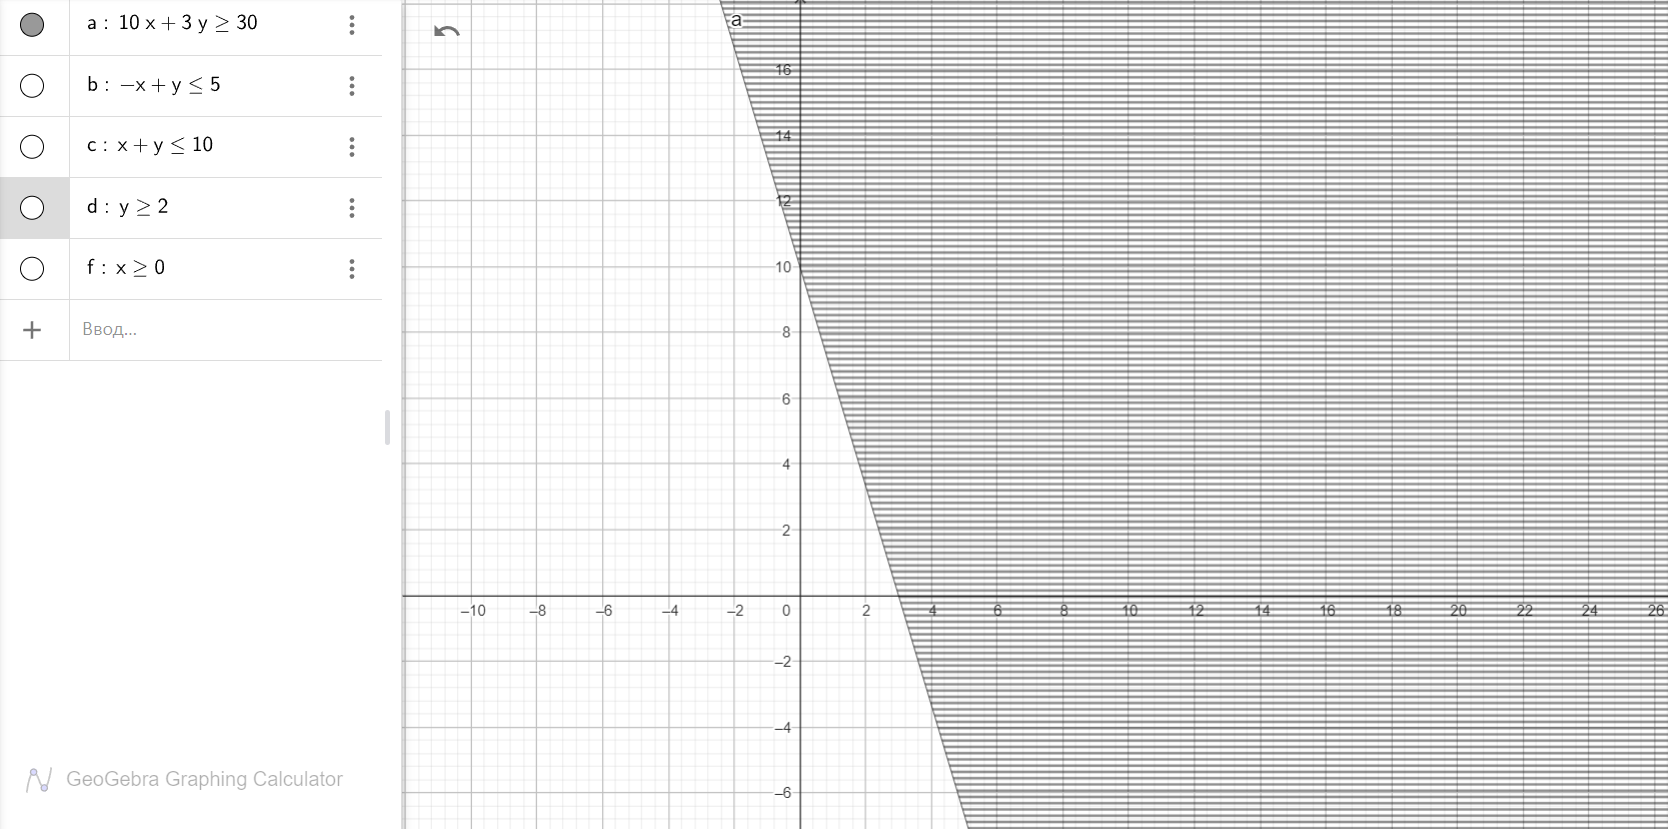 a : 10 x + 3 y ≥ 30
b : −x + y ≤ 5
c : x + y ≤ 10
d : y ≥ 2
f : x ≥ 0
+ Ввод...
GeoGebra Graphing Calculator
a
16
14
12
10
8
6
4
2
–10 –8 –6 –4 –2 0 2 4 6 8 10 12 14 16 18 20 22 24 26
–2
–4
–6